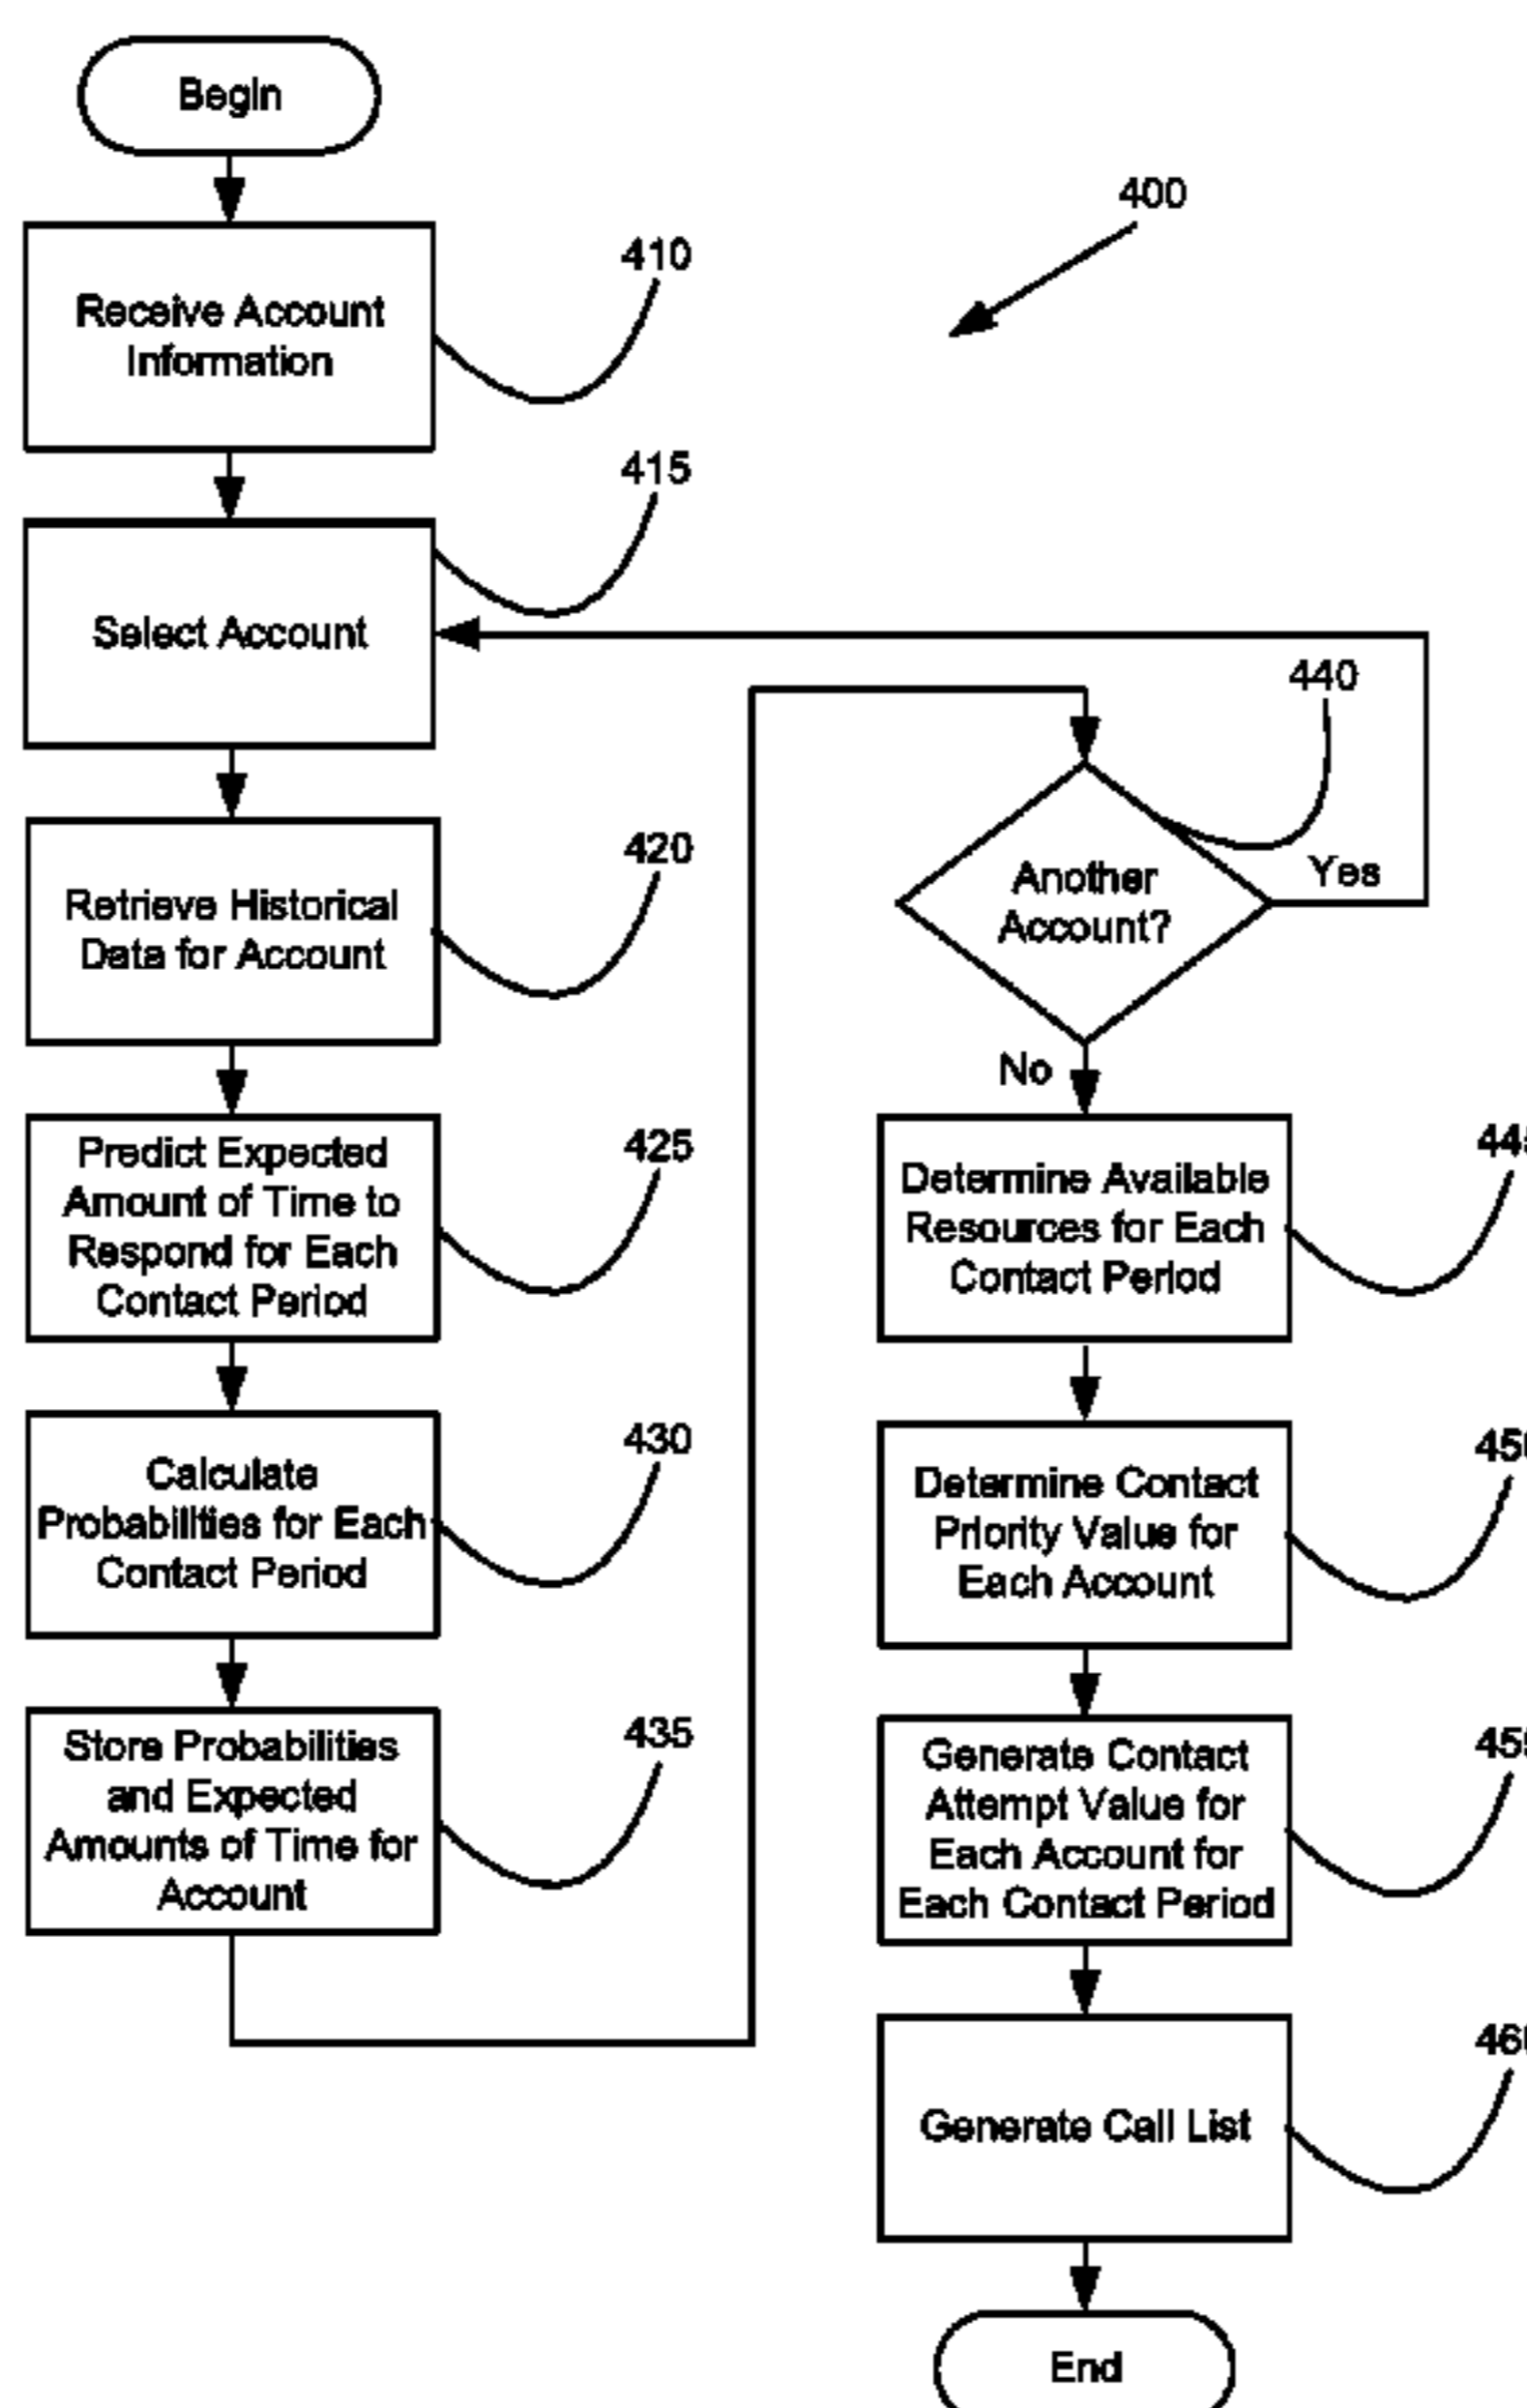 Begin
400
410
Receive Account
Information
415
Select Account
440
420
Retrieve Historical
Data for Account
Another
Account?
Yes
No
425
Predict Expected
Amount of Time to
Respond for Each
Contact Period
Determine Available
Resources for Each
Contact Period
430
Calculate
Probabilities for Each
Contact Period
Determine Contact
Priority Value for
Each Account
435
Store Probabilities
and Expected
Amounts of Time for
Account
Generate Contact
Attempt Value for
Each Account for
Each Contact Period
Generate Call List
End